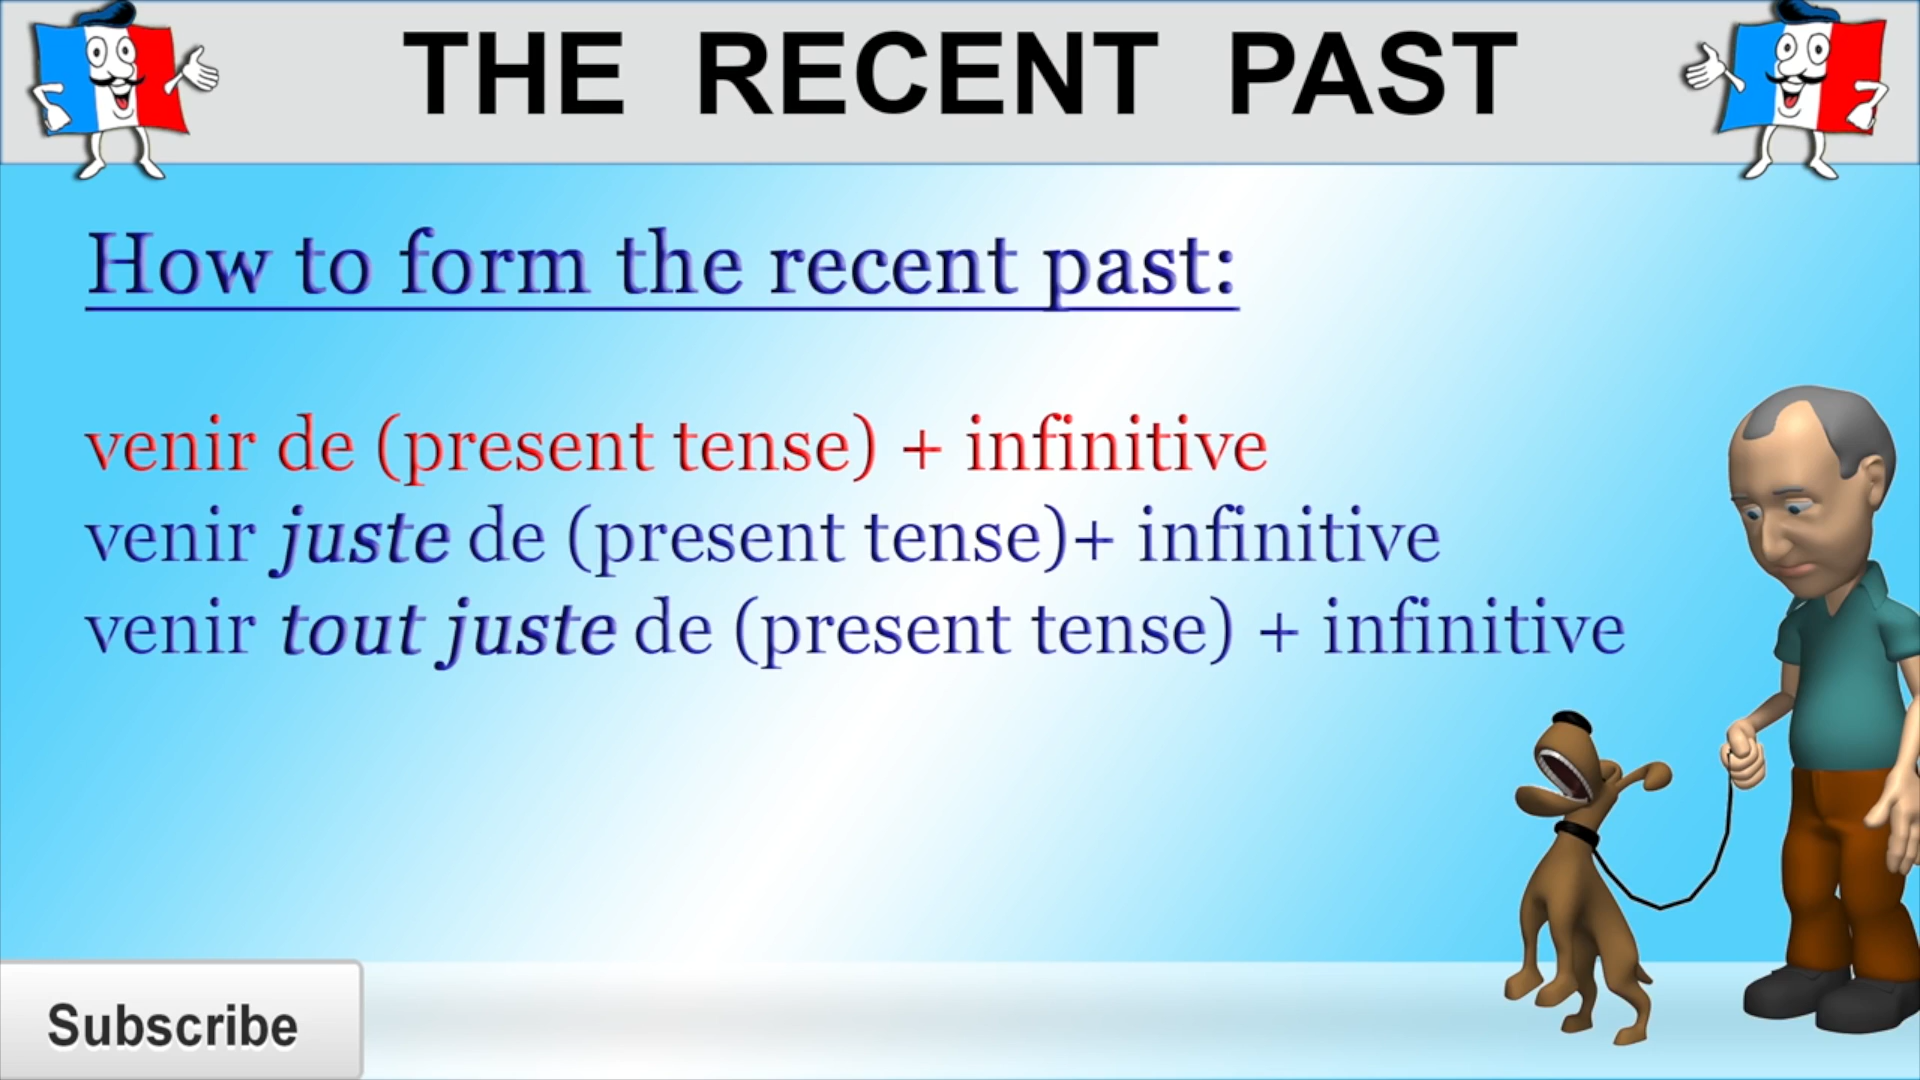 THE RECENT PAST
How to form the recent past:
venir de (present tense) + infinitive
venir juste de (present tense)+ infinitive
venir tout juste de (present tense) + infinitive
Subscribe